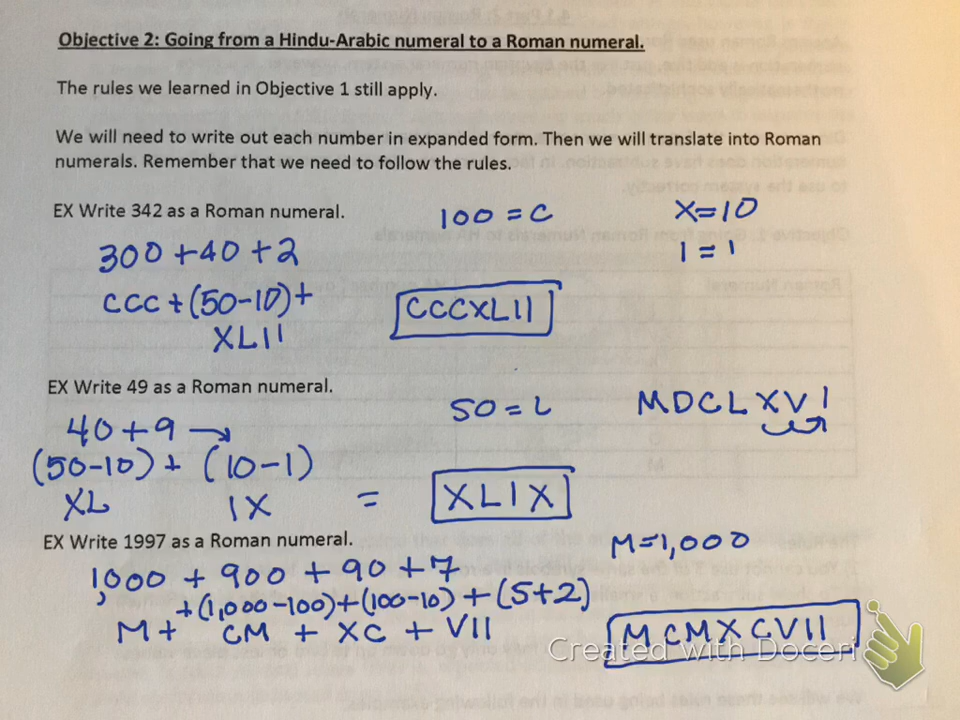 Objective 2: Going from a Hindu-Arabic numeral to a Roman numeral.
The rules we learned in Objective 1 still apply.
We will need to write out each number in expanded form. Then we will translate into Roman
numerals. Remember that we need to follow the rules.
EX Write 342 as a Roman numeral.
100 = C
X=10
300 + 40 + 2
1 = 1
CCC + (50-10) +
CCCXLII
XLII
EX Write 49 as a Roman numeral.
50 = L
MDCLXVI
40 + 9 →
(50-10) + (10-1)
XL IX = XLIX
EX Write 1997 as a Roman numeral.
M=1,000
1,000 + 900 + 90 + 7
+ (1,000-100) + (100-10) + (5+2)
M + CM + XC + VII
MCMXCVII
Created with Doceri